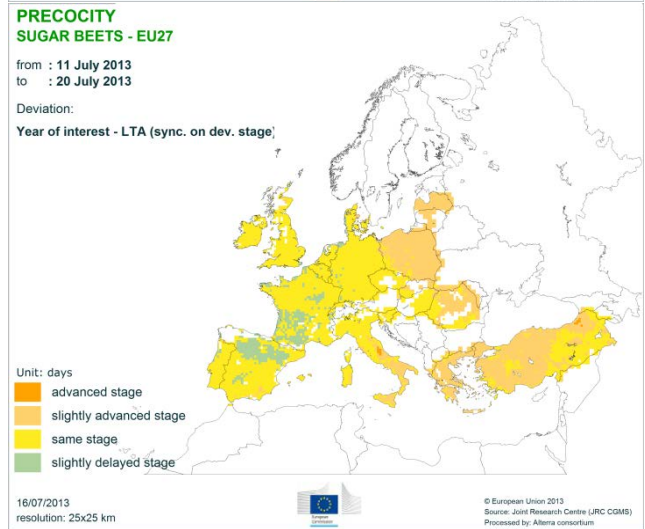 PRECOCITY
SUGAR BEETS - EU27
from : 11 July 2013
to : 20 July 2013
Deviation:
Year of interest - LTA (sync. on dev. stage)
Unit: days
advanced stage
slightly advanced stage
same stage
slightly delayed stage
16/07/2013
resolution: 25x25 km
European
Commission
© European Union 2013
Source: Joint Research Centre (JRC CGMS)
Processed by: Alterra consortium